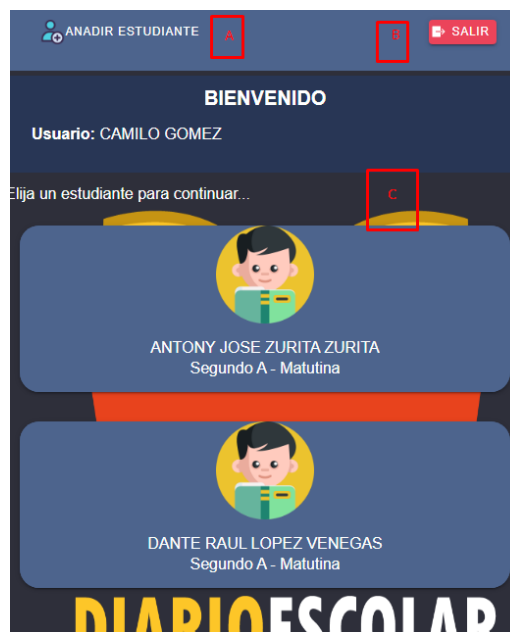 ANADIR ESTUDIANTE A B SALIR
BIENVENIDO
Usuario: CAMILO GOMEZ
Elija un estudiante para continuar... C
ANTONY JOSE ZURITA ZURITA
Segundo A - Matutina
DANTE RAUL LOPEZ VENEGAS
Segundo A - Matutina
DIARIOESCOLAR